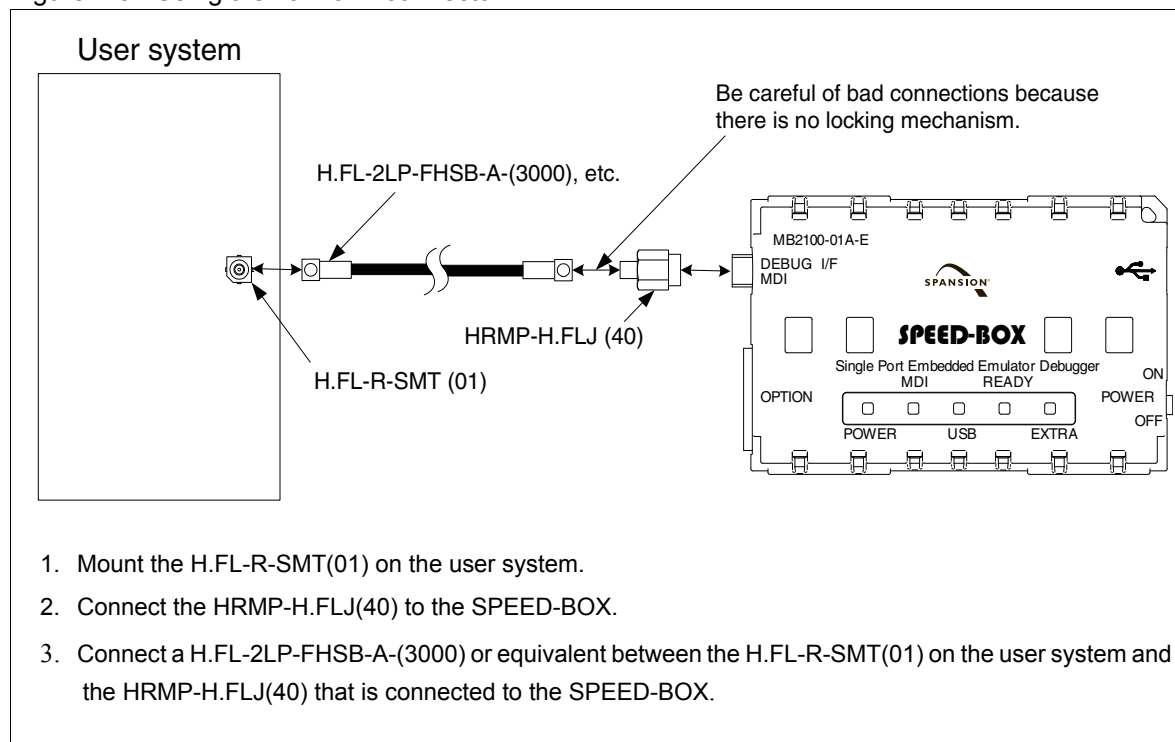 User system
Be careful of bad connections because
there is no locking mechanism.
H.FL-2LP-FHSB-A-(3000), etc.
MB2100-01A-E
DEBUG I/F
MDI
SPANSION
HRMP-H.FLJ (40)
SPEED-BOX
H.FL-R-SMT (01)
Single Port Embedded Emulator Debugger
MDI READY
ON
OPTION
POWER
OFF
POWER USB EXTRA
1. Mount the H.FL-R-SMT(01) on the user system.
2. Connect the HRMP-H.FLJ(40) to the SPEED-BOX.
3. Connect a H.FL-2LP-FHSB-A-(3000) or equivalent between the H.FL-R-SMT(01) on the user system and
the HRMP-H.FLJ(40) that is connected to the SPEED-BOX.